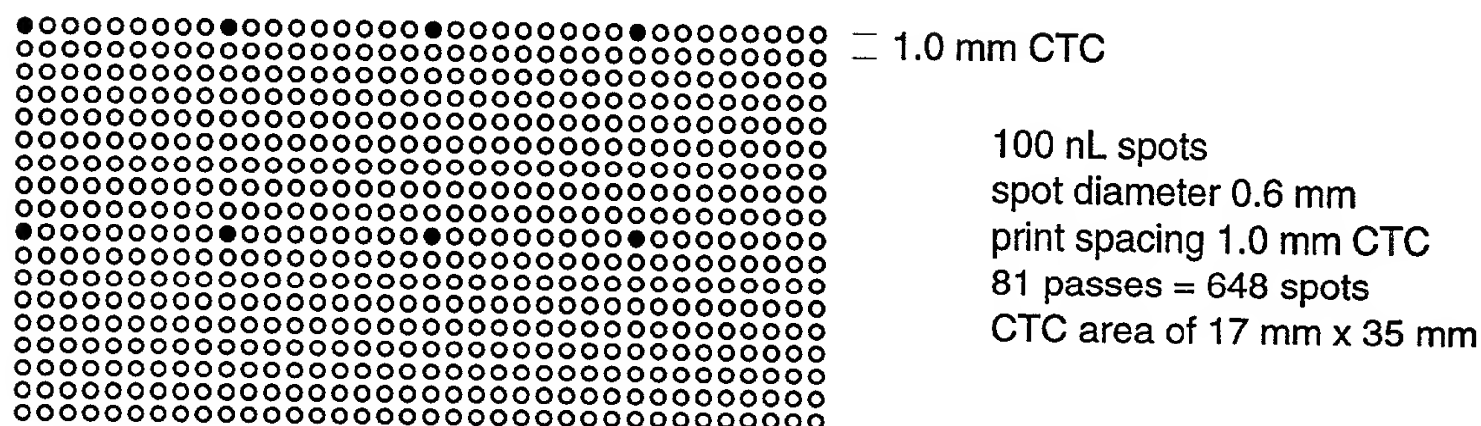 1.0 mm CTC
100 nL spots
spot diameter 0.6 mm
print spacing 1.0 mm CTC
81 passes = 648 spots
CTC area of 17 mm x 35 mm